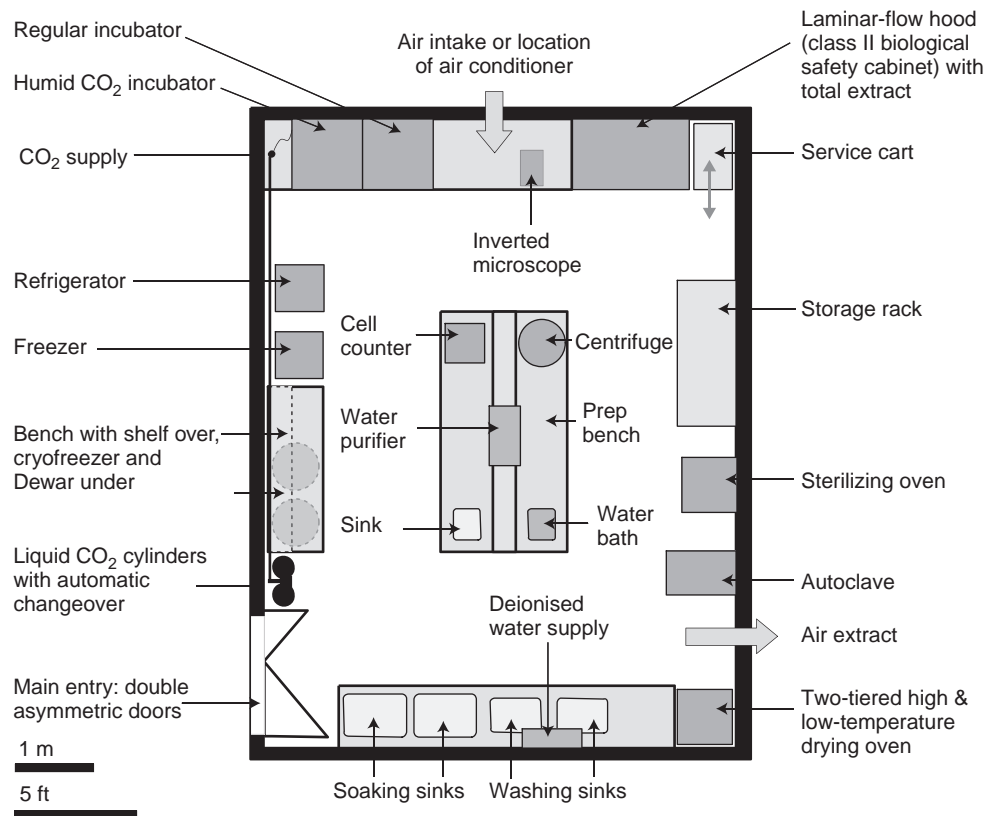 Regular incubator
Humid CO₂ incubator
CO₂ supply
Air intake or location
of air conditioner
Laminar-flow hood
(class II biological
safety cabinet) with
total extract
Service cart
Inverted
microscope
Refrigerator
Freezer
Cell
counter
Centrifuge
Storage rack
Bench with shelf over,
cryofreezer and
Dewar under
Water
purifier
Prep
bench
Sterilizing oven
Sink
Water
bath
Liquid CO₂ cylinders
with automatic
changeover
Autoclave
Deionised
water supply
Air extract
Main entry: double
asymmetric doors
Two-tiered high &
low-temperature
drying oven
1 m
5 ft
Soaking sinks
Washing sinks